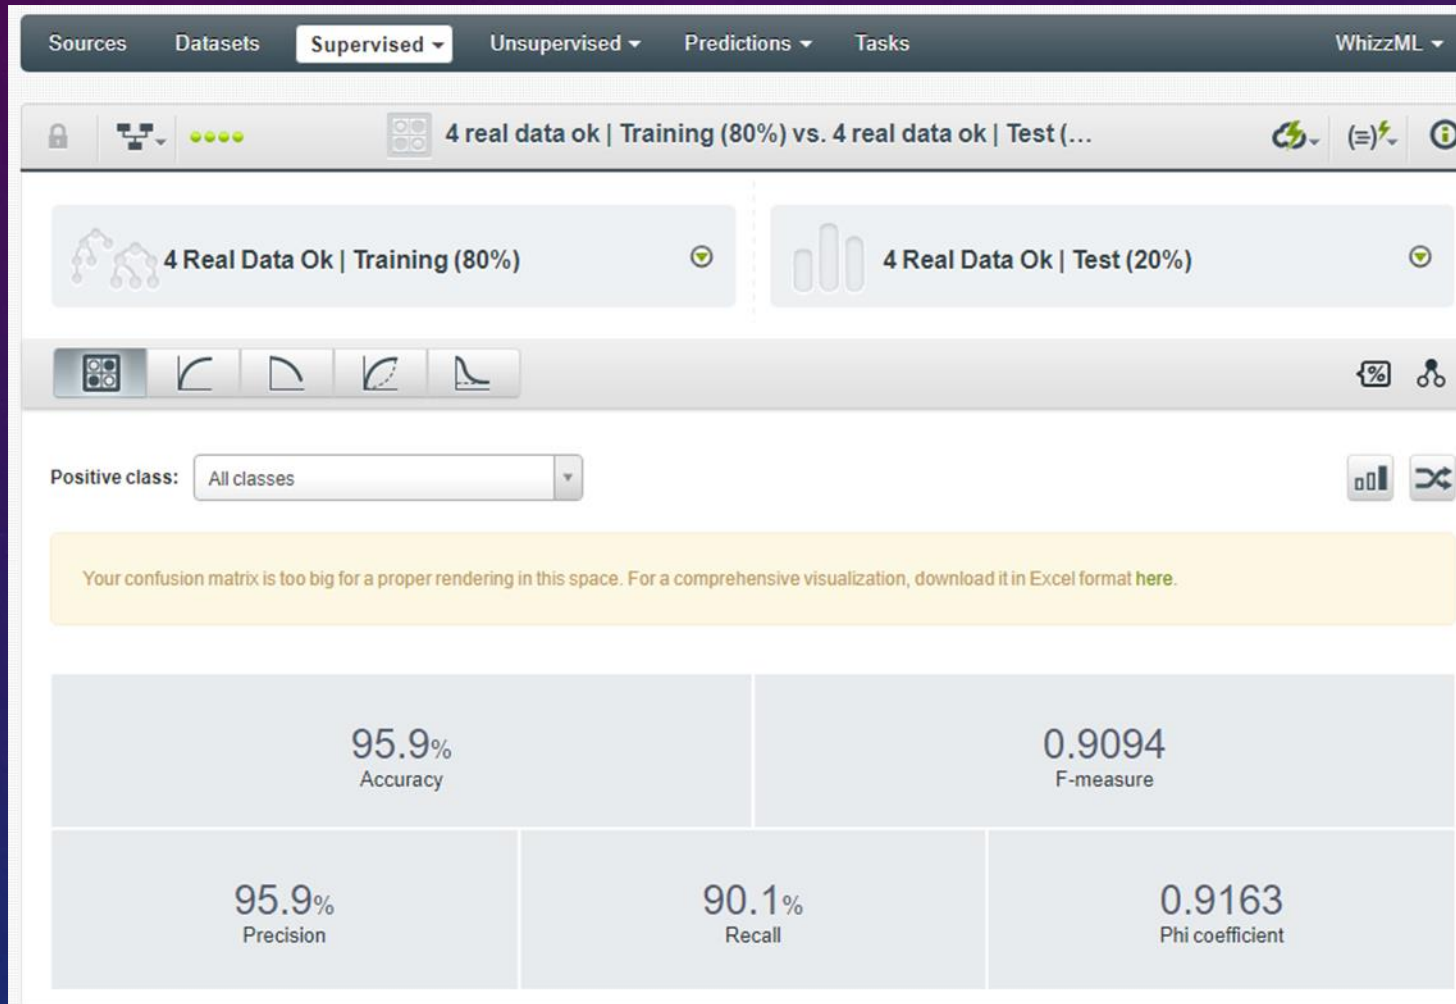 Sources Datasets Supervised Unsupervised Predictions Tasks WhizzML
4 real data ok | Training (80%) vs. 4 real data ok | Test (...
4 Real Data Ok | Training (80%)
4 Real Data Ok | Test (20%)
Positive class: All classes
Your confusion matrix is too big for a proper rendering in this space. For a comprehensive visualization, download it in Excel format here.
95.9%
Accuracy
0.9094
F-measure
95.9%
Precision
90.1%
Recall
0.9163
Phi coefficient